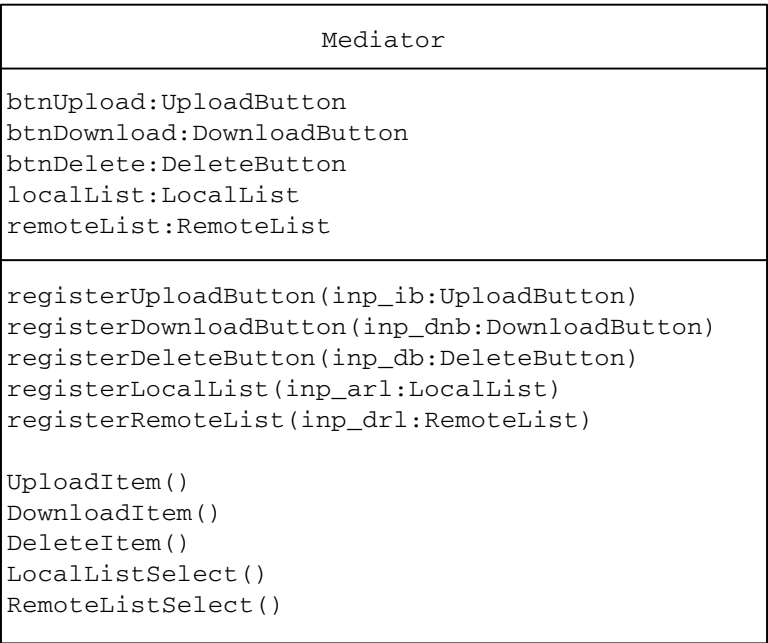 Mediator
btnUpload:UploadButton
btnDownload:DownloadButton
btnDelete:DeleteButton
localList:LocalList
remoteList:RemoteList
registerUploadButton(inp_ib:UploadButton)
registerDownloadButton(inp_dnb:DownloadButton)
registerDeleteButton(inp_db:DeleteButton)
registerLocalList(inp_arl:LocalList)
registerRemoteList(inp_drl:RemoteList)
UploadItem()
DownloadItem()
DeleteItem()
LocalListSelect()
RemoteListSelect()